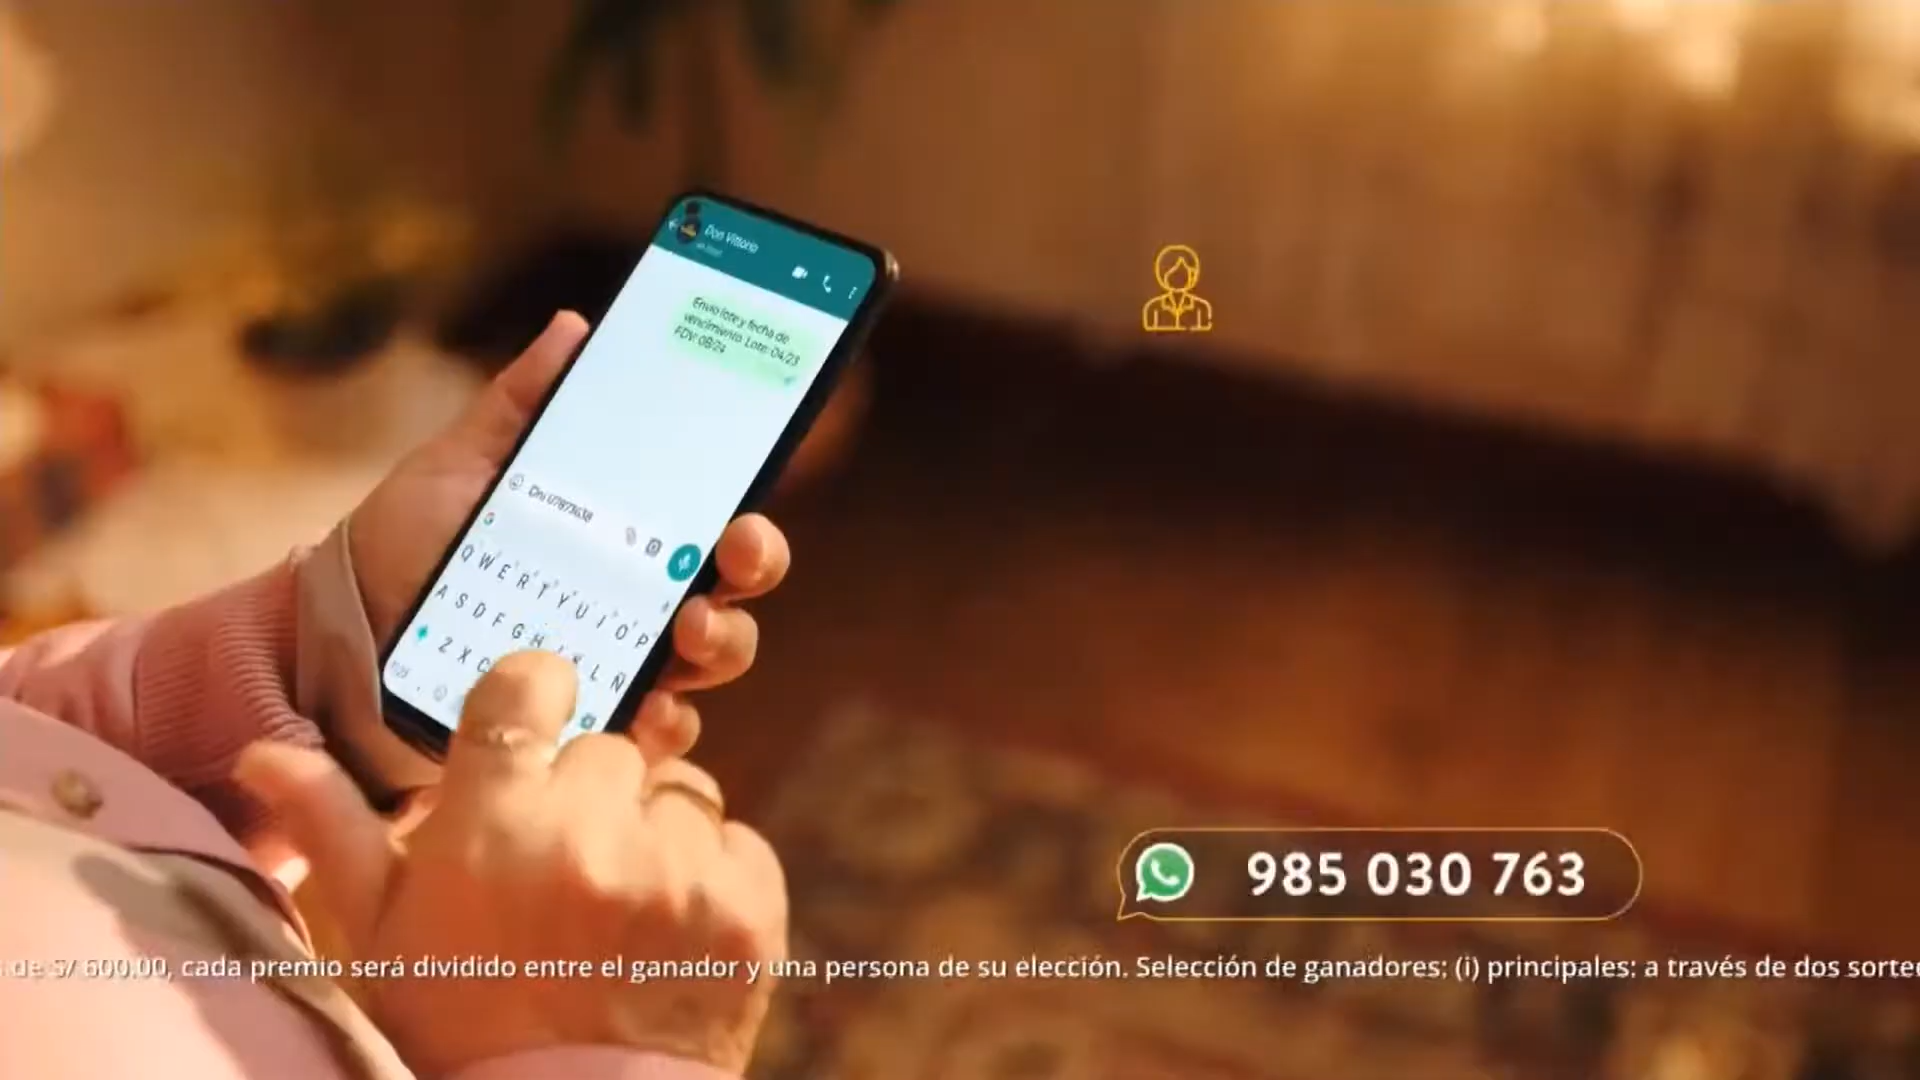 Don Vittorio
Envío lote y fecha de
vencimiento. Lote: 04/23
FDV: 08/24
G
Q W E R T Y U I O P
A S D F G H J K L Ñ
Z X C
985 030 763
de S/ 600.00, cada premio será dividido entre el ganador y una persona de su elección. Selección de ganadores: (i) principales: a través de dos sorteo